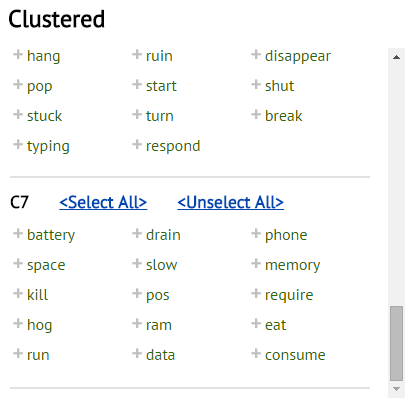 Clustered
+ hang + ruin + disappear
+ pop + start + shut
+ stuck + turn + break
+ typing + respond
C7 <Select All> <Unselect All>
+ battery + drain + phone
+ space + slow + memory
+ kill + pos + require
+ hog + ram + eat
+ run + data + consume